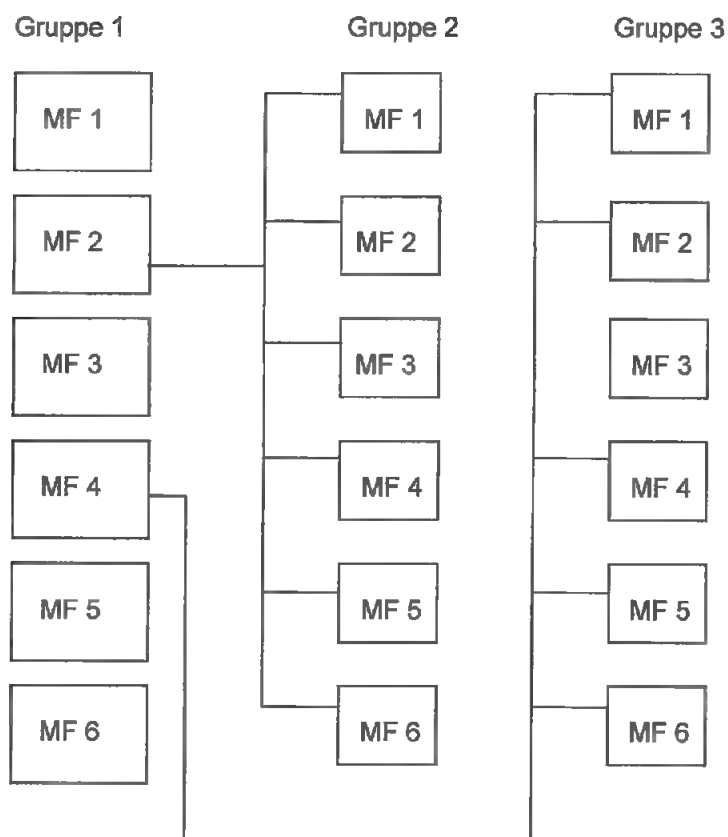 Gruppe 1 Gruppe 2 Gruppe 3
MF 1 MF 1 MF 1
MF 2 MF 2 MF 2
MF 3 MF 3 MF 3
MF 4 MF 4 MF 4
MF 5 MF 5 MF 5
MF 6 MF 6 MF 6